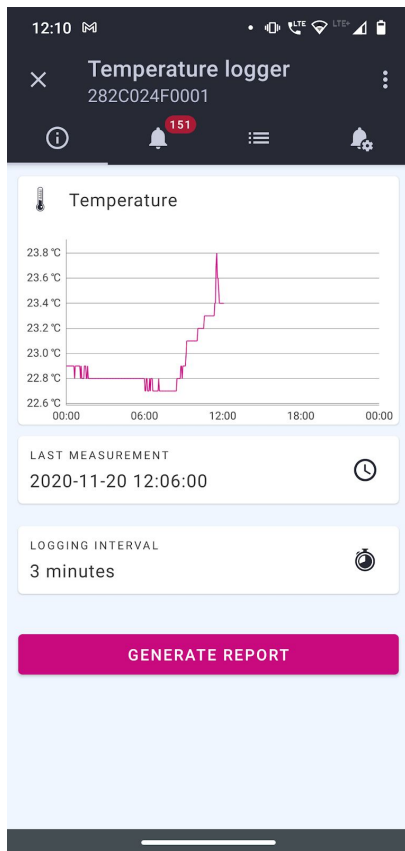 12:10
LTE LTE+
Temperature logger
282C024F0001
151
Temperature
23.8 °C
23.6 °C
23.4 °C
23.2 °C
23.0 °C
22.8 °C
22.6 °C
00:00 06:00 12:00 18:00 00:00
LAST MEASUREMENT
2020-11-20 12:06:00
LOGGING INTERVAL
3 minutes
GENERATE REPORT